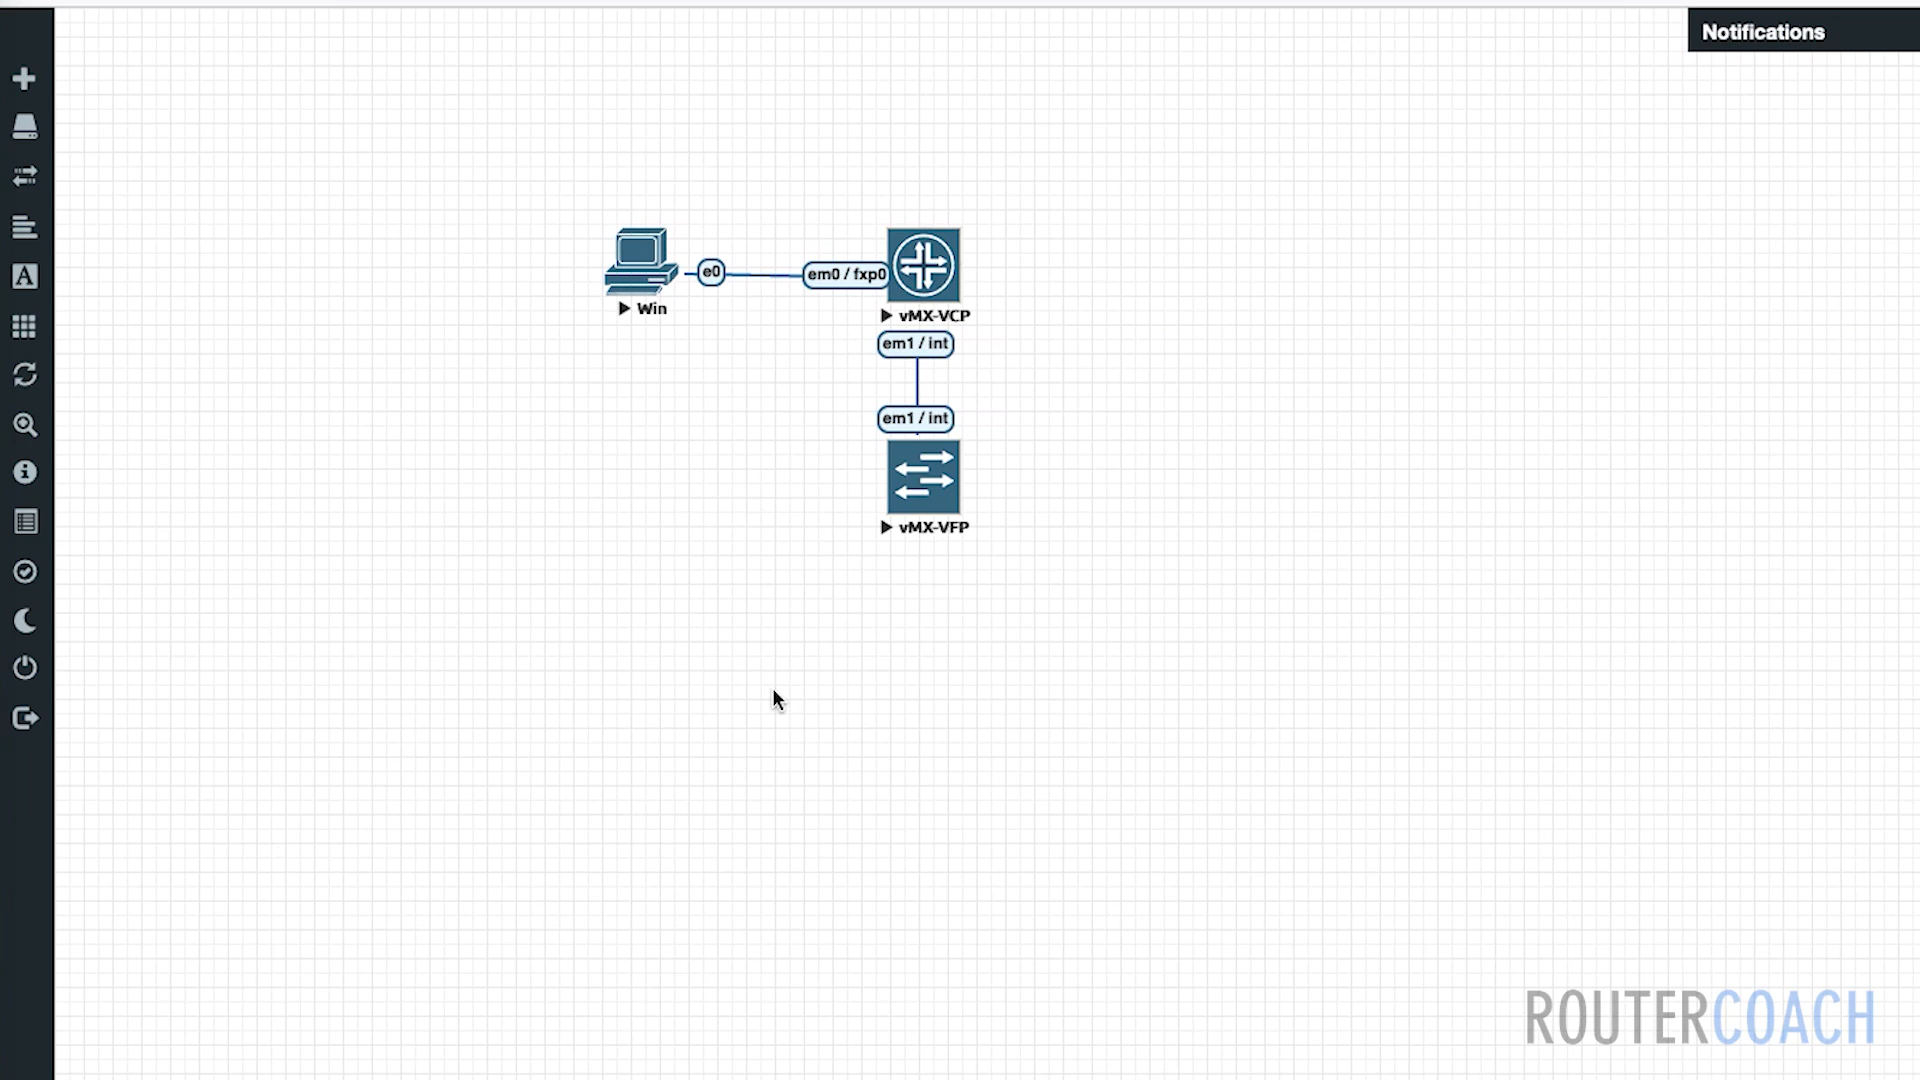 Notifications
e0
em0 / fxp0
Win
vMX-VCP
em1 / int
em1 / int
vMX-VFP
A
ROUTERCOACH